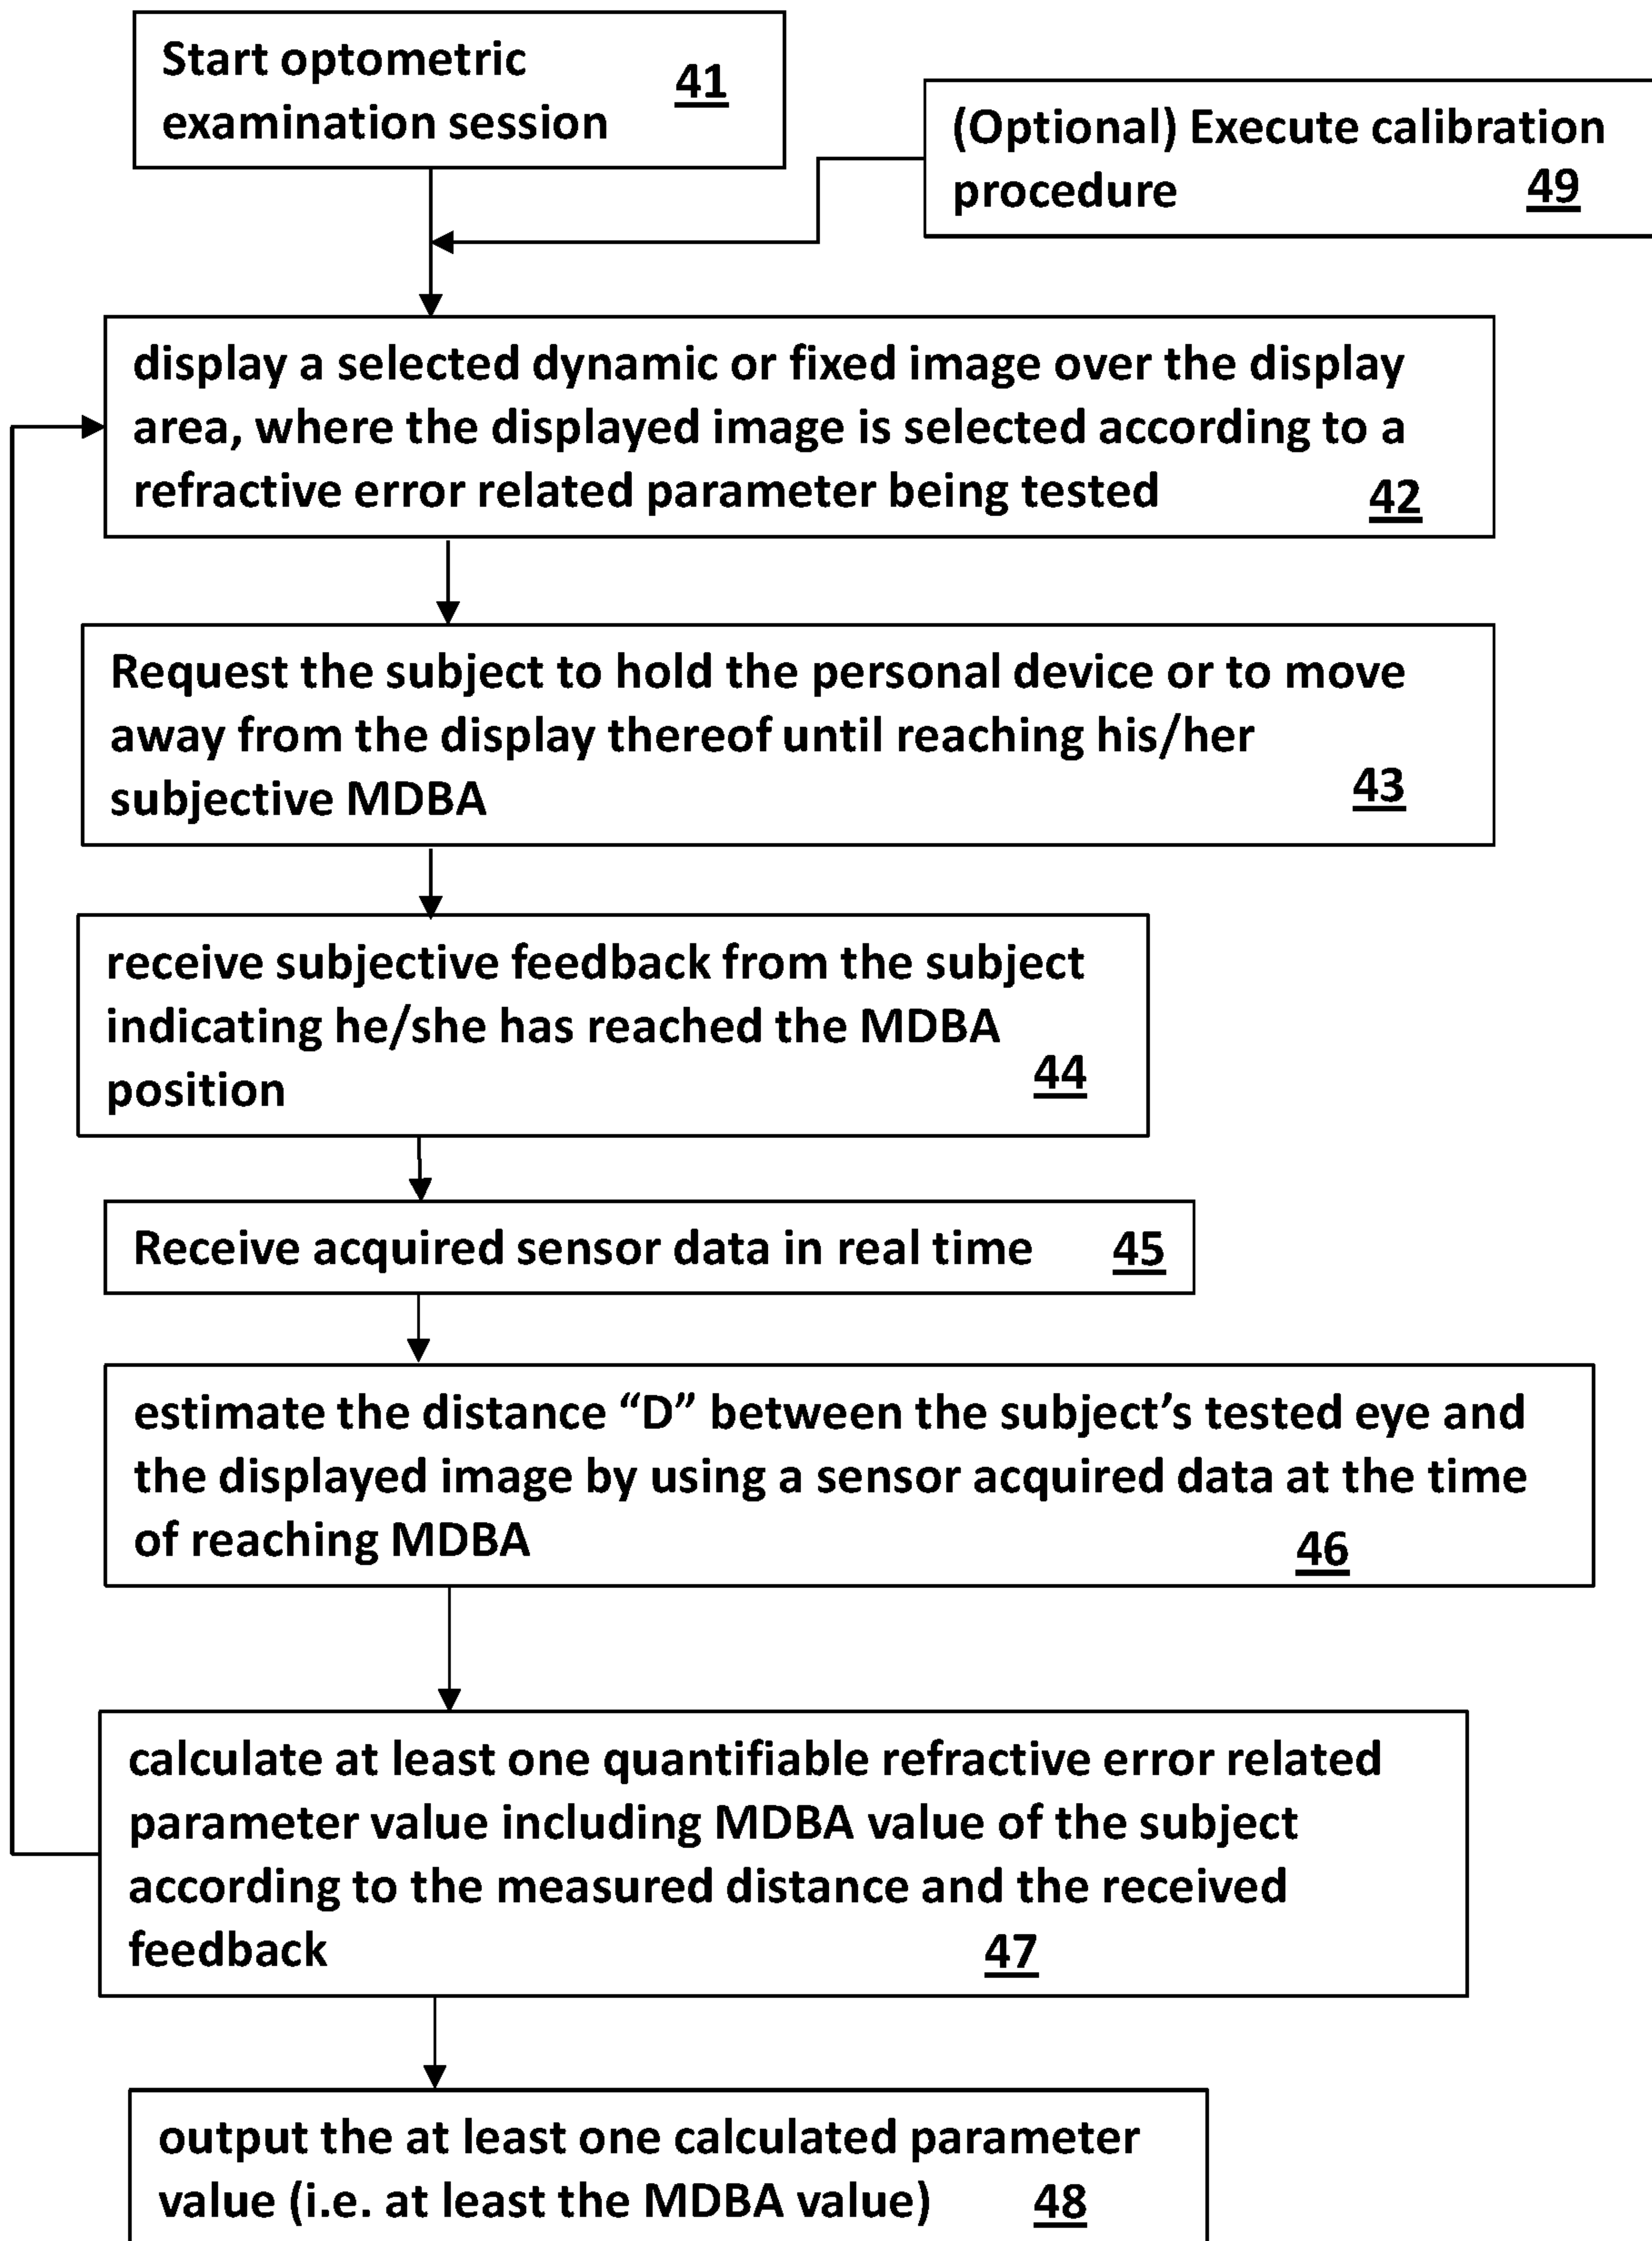 Start optometric
examination session 41
(Optional) Execute calibration
procedure 49
display a selected dynamic or fixed image over the display
area, where the displayed image is selected according to a
refractive error related parameter being tested 42
Request the subject to hold the personal device or to move
away from the display thereof until reaching his/her
subjective MDBA 43
receive subjective feedback from the subject
indicating he/she has reached the MDBA
position 44
Receive acquired sensor data in real time 45
estimate the distance “D” between the subject’s tested eye and
the displayed image by using a sensor acquired data at the time
of reaching MDBA 46
calculate at least one quantifiable refractive error related
parameter value including MDBA value of the subject
according to the measured distance and the received
feedback 47
output the at least one calculated parameter
value (i.e. at least the MDBA value) 48